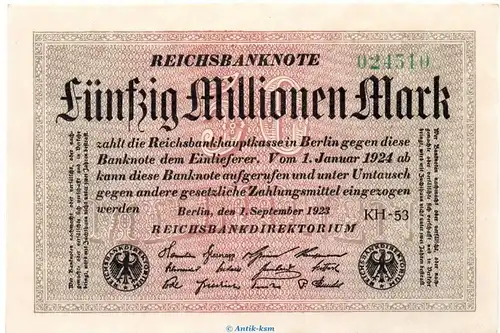 REICHSBANKNOTE
024510
Fünfzig Millionen Mark
zahlt die Reichsbankhauptkasse in Berlin gegen diese
Banknote dem Einlieferer. Vom 1. Januar 1924 ab
kann diese Banknote aufgerufen und unter Umtausch
gegen andere gesetzliche Zahlungsmittel eingezogen
werden
Berlin, den 1. September 1923
KH-53
REICHSBANKDIREKTORIUM
REICHSBANKDIREKTORIUM
REICHSBANKDIREKTORIUM
© Antik-ksm